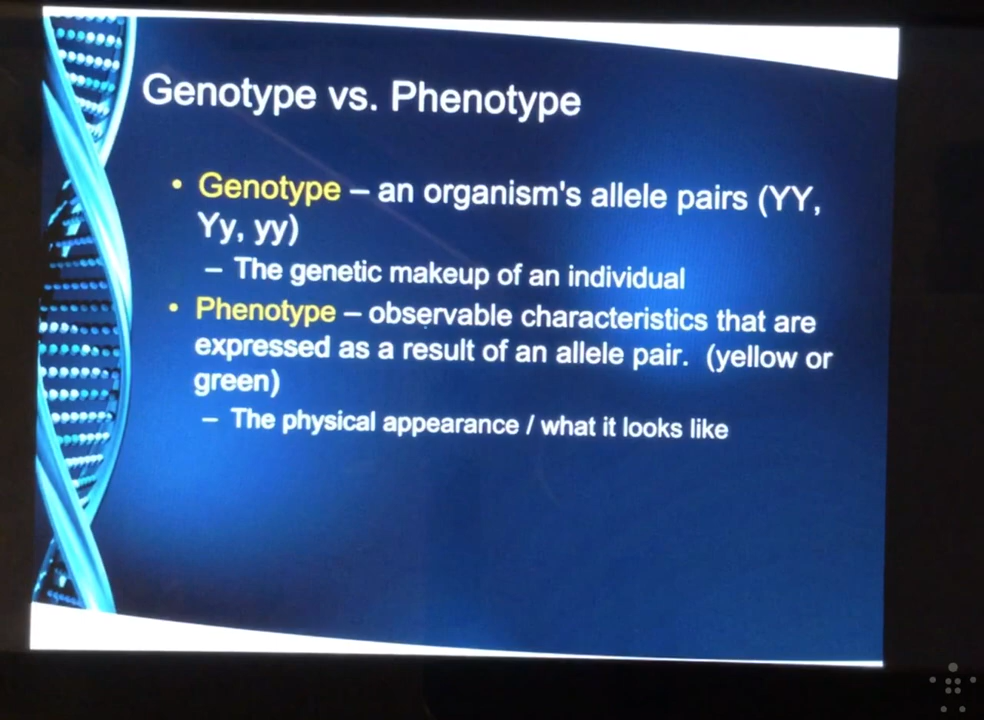 Genotype vs. Phenotype
• Genotype – an organism's allele pairs (YY,
Yy, yy)
– The genetic makeup of an individual
• Phenotype – observable characteristics that are
expressed as a result of an allele pair.  (yellow or
green)
– The physical appearance / what it looks like